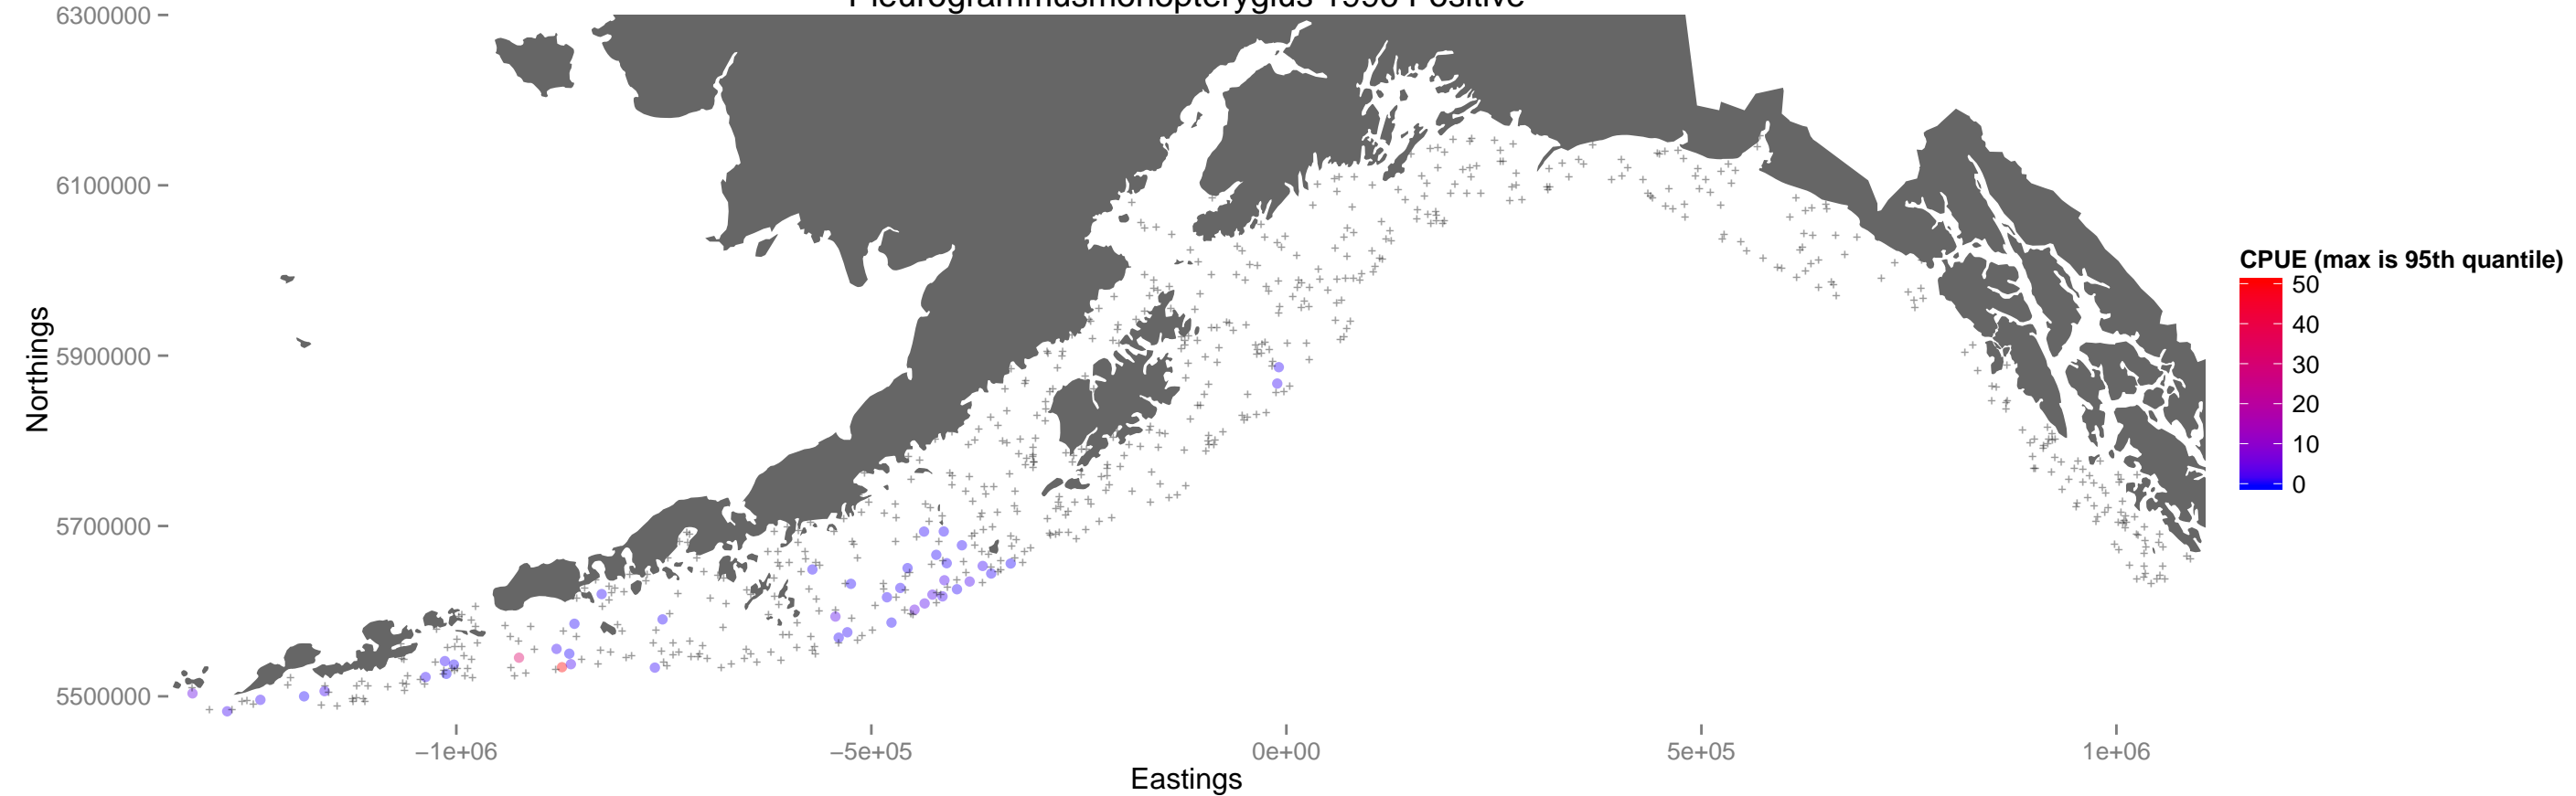 Pleurogrammusmonopterygius 1996 Positive
6300000
6100000
5900000
5700000
5500000
Northings
−1e+06
−5e+05
0e+00
5e+05
1e+06
Eastings
CPUE (max is 95th quantile)
50
40
30
20
10
0